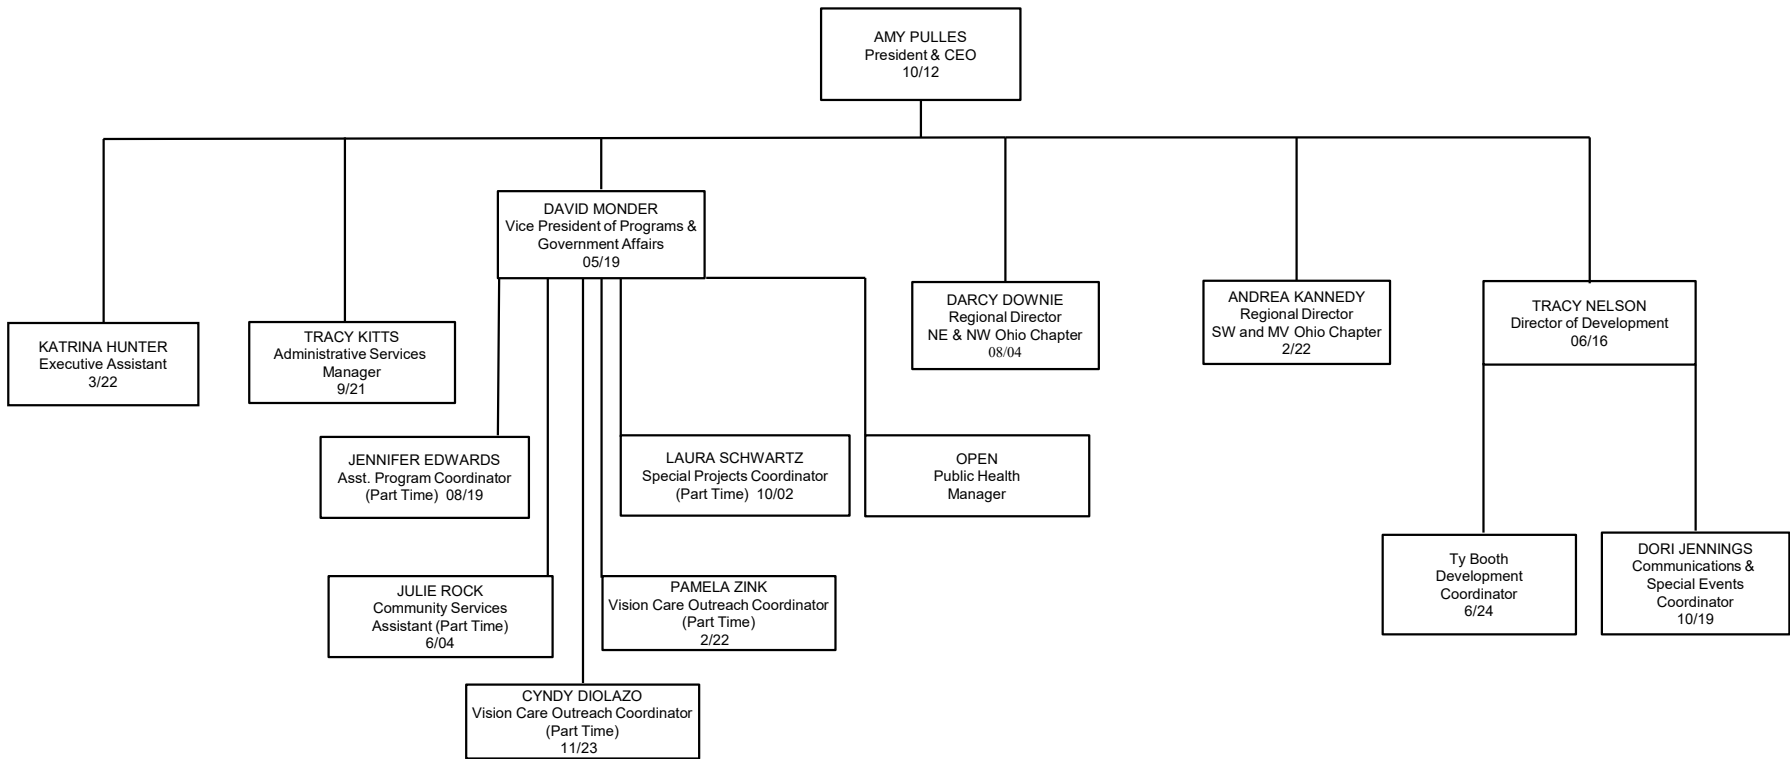 AMY PULLES
President & CEO
10/12
DAVID MONDER
Vice President of Programs &
Government Affairs
05/19
KATRINA HUNTER
Executive Assistant
3/22
TRACY KITTS
Administrative Services
Manager
9/21
DARCY DOWNIE
Regional Director
NE & NW Ohio Chapter
08/04
ANDREA KANNEDY
Regional Director
SW and MV Ohio Chapter
2/22
TRACY NELSON
Director of Development
06/16
JENNIFER EDWARDS
Asst. Program Coordinator
(Part Time) 08/19
LAURA SCHWARTZ
Special Projects Coordinator
(Part Time) 10/02
OPEN
Public Health
Manager
JULIE ROCK
Community Services
Assistant (Part Time)
6/04
PAMELA ZINK
Vision Care Outreach Coordinator
(Part Time)
2/22
CYNDY DIOLAZO
Vision Care Outreach Coordinator
(Part Time)
11/23
Ty Booth
Development
Coordinator
6/24
DORI JENNINGS
Communications &
Special Events
Coordinator
10/19